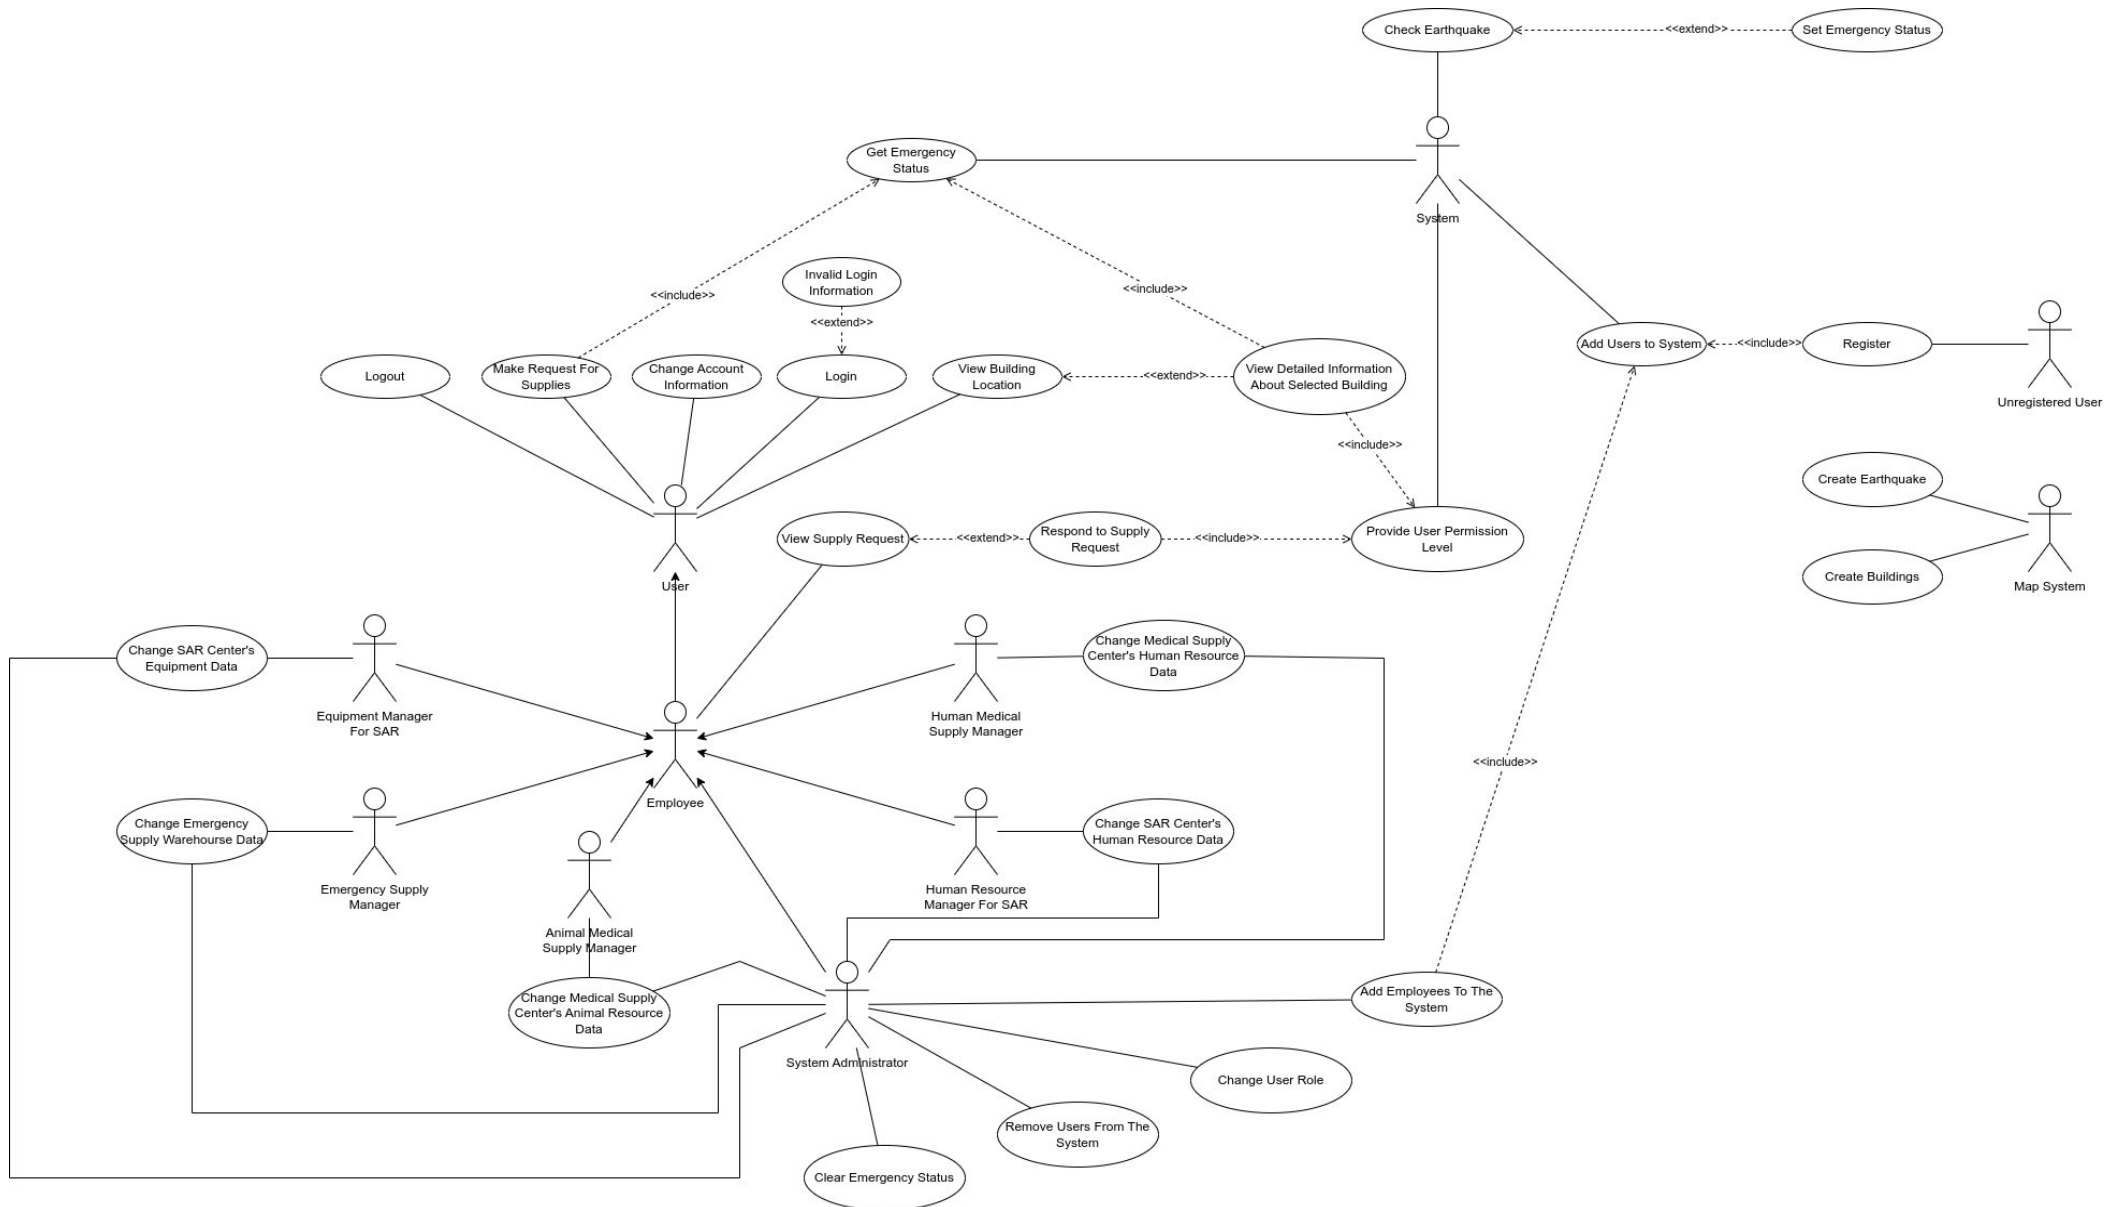 Check Earthquake
<<extend>>
Set Emergency Status
Get Emergency
Status
System
Invalid Login
Information
<<include>>
<<include>>
<<extend>>
Logout
Make Request For
Supplies
Change Account
Information
Login
View Building
Location
<<extend>>
View Detailed Information
About Selected Building
Add Users to System
<<include>>
Register
Unregistered User
<<include>>
Create Earthquake
View Supply Request
<<extend>>
Respond to Supply
Request
<<include>>
Provide User Permission
Level
User
Create Buildings
Map System
Change SAR Center's
Equipment Data
Equipment Manager
For SAR
Human Medical
Supply Manager
Change Medical Supply
Center's Human Resource
Data
<<include>>
Employee
Change Emergency
Supply Warehourse Data
Emergency Supply
Manager
Animal Medical
Supply Manager
Human Resource
Manager For SAR
Change SAR Center's
Human Resource Data
Change Medical Supply
Center's Animal Resource
Data
System Administrator
Add Employees To The
System
Change User Role
Remove Users From The
System
Clear Emergency Status